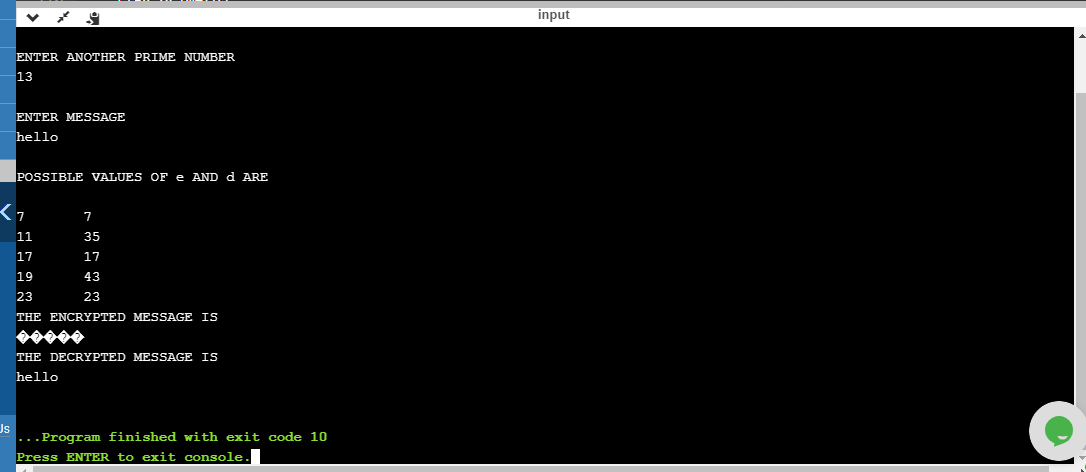 input
ENTER ANOTHER PRIME NUMBER
13
ENTER MESSAGE
hello
POSSIBLE VALUES OF e AND d ARE
7 7
11 35
17 17
19 43
23 23
THE ENCRYPTED MESSAGE IS
�����
THE DECRYPTED MESSAGE IS
hello
...Program finished with exit code 10
Press ENTER to exit console.